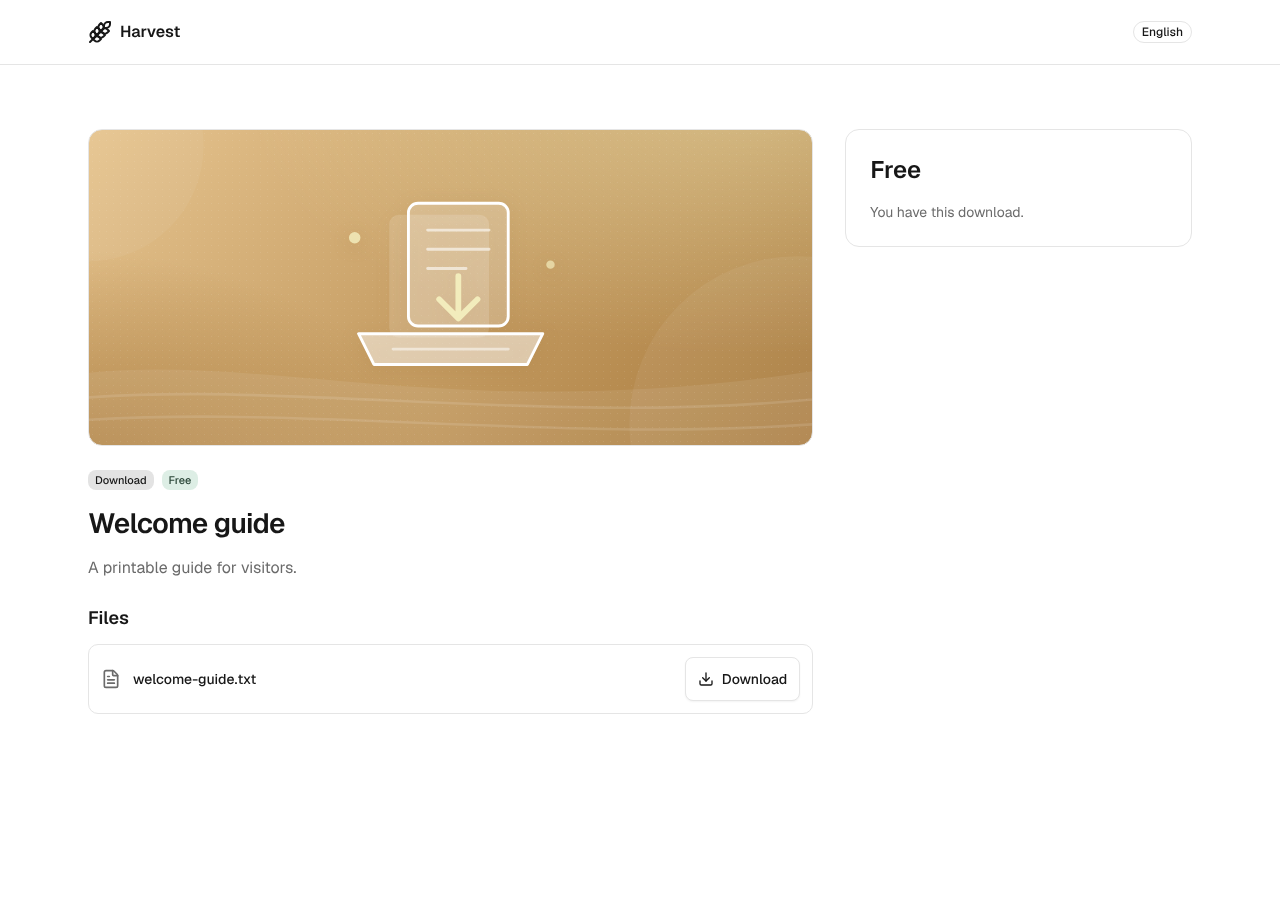 Harvest
English
Free
You have this download.
Download
Free
Welcome guide
A printable guide for visitors.
Files
welcome-guide.txt
Download